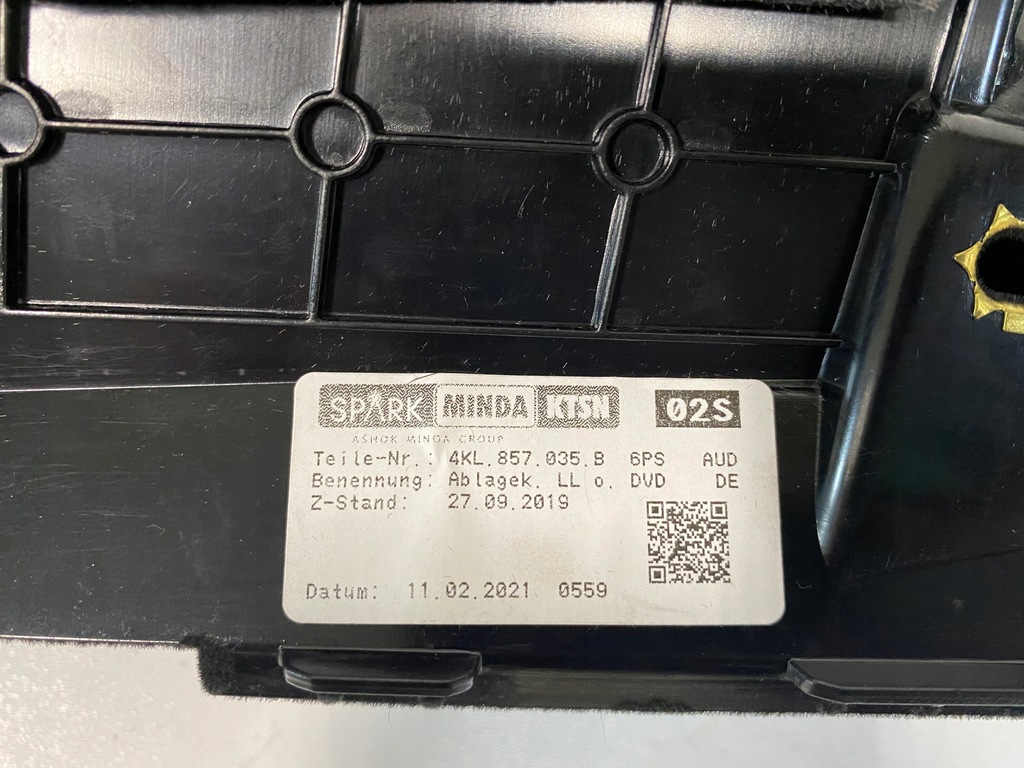 SPARK MINDA KTSN 02S
ASHOK MINDA GROUP
Teile-Nr.: 4KL.857.035.B 6PS AUD
Benennung: Ablagek. LL o. DVD DE
Z-Stand: 27.09.2019
Datum: 11.02.2021 0559